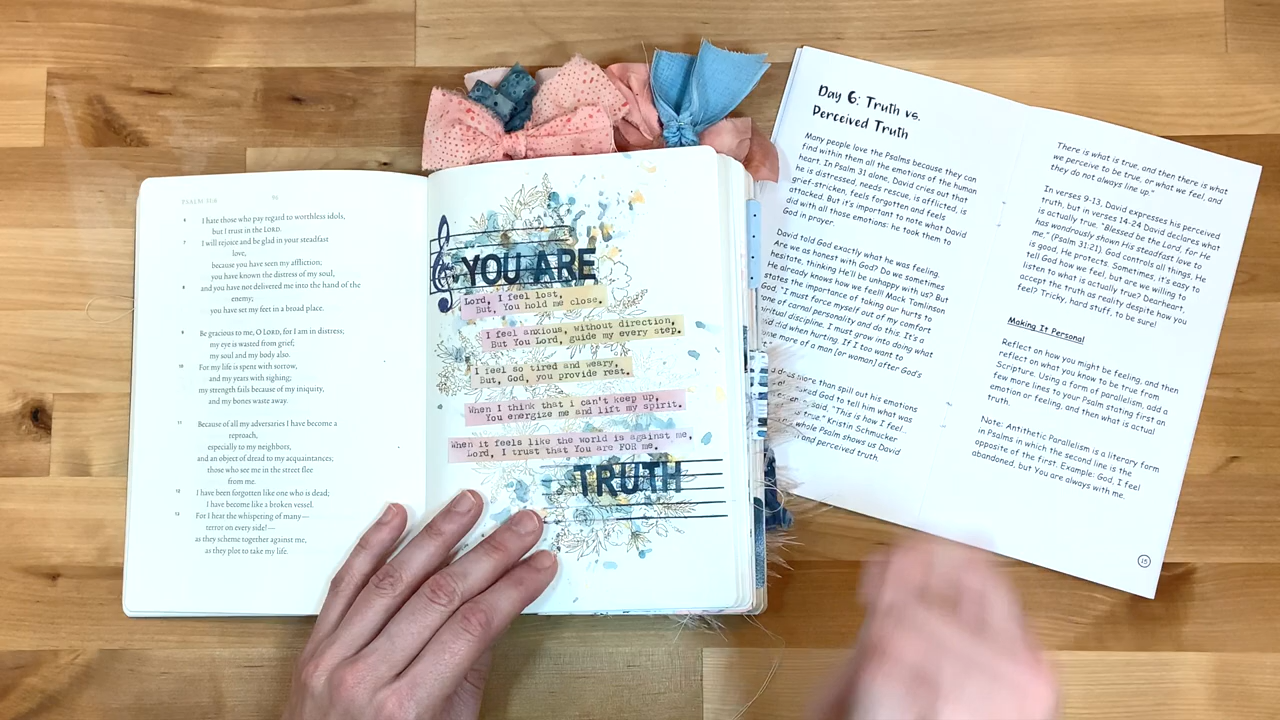 PSALM 31:6
I hate those who pay regard to worthless idols,
but I trust in the LORD.
7 I will rejoice and be glad in your steadfast
love,
because you have seen my affliction;
you have known the distress of my soul,
8 and you have not delivered me into the hand of the
enemy;
you have set my feet in a broad place.
9 Be gracious to me, O LORD, for I am in distress;
my eye is wasted from grief;
my soul and my body also.
10 For my life is spent with sorrow,
and my years with sighing;
my strength fails because of my iniquity,
and my bones waste away.
11 Because of all my adversaries I have become a
reproach,
especially to my neighbors,
and an object of dread to my acquaintances;
those who see me in the street flee
from me.
12 I have been forgotten like one who is dead;
I have become like a broken vessel.
13 For I hear the whispering of many—
terror on every side!—
as they scheme together against me,
as they plot to take my life.
YOU ARE
Lord, I feel lost,
But, You hold me close.
I feel anxious, without direction,
But You Lord, guide my every step.
I feel so tired and weary,
But, God, you provide rest.
When I think that I can't keep up,
You energize me and lift my spirit.
When it feels like the world is against me,
Lord, I trust that You are FOR me.
TRUTH
Day 6: Truth vs.
Perceived Truth
Many people love the Psalms because they can
find within them all the emotions of the human
heart. In Psalm 31 alone, David cries out that
he is distressed, needs rescue, is afflicted, is
grief-stricken, feels forgotten and feels
attacked. But it's important to note what David
did with all those emotions: he took them to
God in prayer.
David told God exactly what he was feeling.
Are we as honest with God? Do we sometimes
hesitate, thinking He'll be unhappy with us? But
He already knows how we feel! Mack Tomlinson
states the importance of taking our hurts to
God, "I must force myself out of my comfort
zone of carnal personality and do this. It's a
spiritual discipline. I must grow into doing what
did when hurting. If I too want to
more of a man [or woman] after God's
more than spill out his emotions
asked God to tell him what was
said, "This is how I feel...
true. Kristin Schmucker
whole Psalm shows us David
and perceived truth.
There is what is true, and then there is what
we perceive to be true, or what we feel, and
they do not always line up."
In verses 9-13, David expresses his perceived
truth, but in verses 14-24 David declares what
is actually true, "Blessed be the Lord, for He
has wondrously shown His steadfast love to
me," (Psalm 31:21). God controls all things, He
is good, He protects. Sometimes, it's easy to
tell God how we feel, but are we willing to
listen to what is actually true? Dearheart,
accept the truth as reality despite how you
feel? Tricky, hard stuff, to be sure!
Making It Personal
Reflect on how you might be feeling, and then
reflect on what you know to be true from
Scripture. Using a form of parallelism, add a
few more lines to your Psalm stating first an
emotion or feeling, and then what is actual
truth.
Note: Antithetic Parallelism is a literary form
in Psalms in which the second line is the
opposite of the first. Example: God, I feel
abandoned, but You are always with me.
15